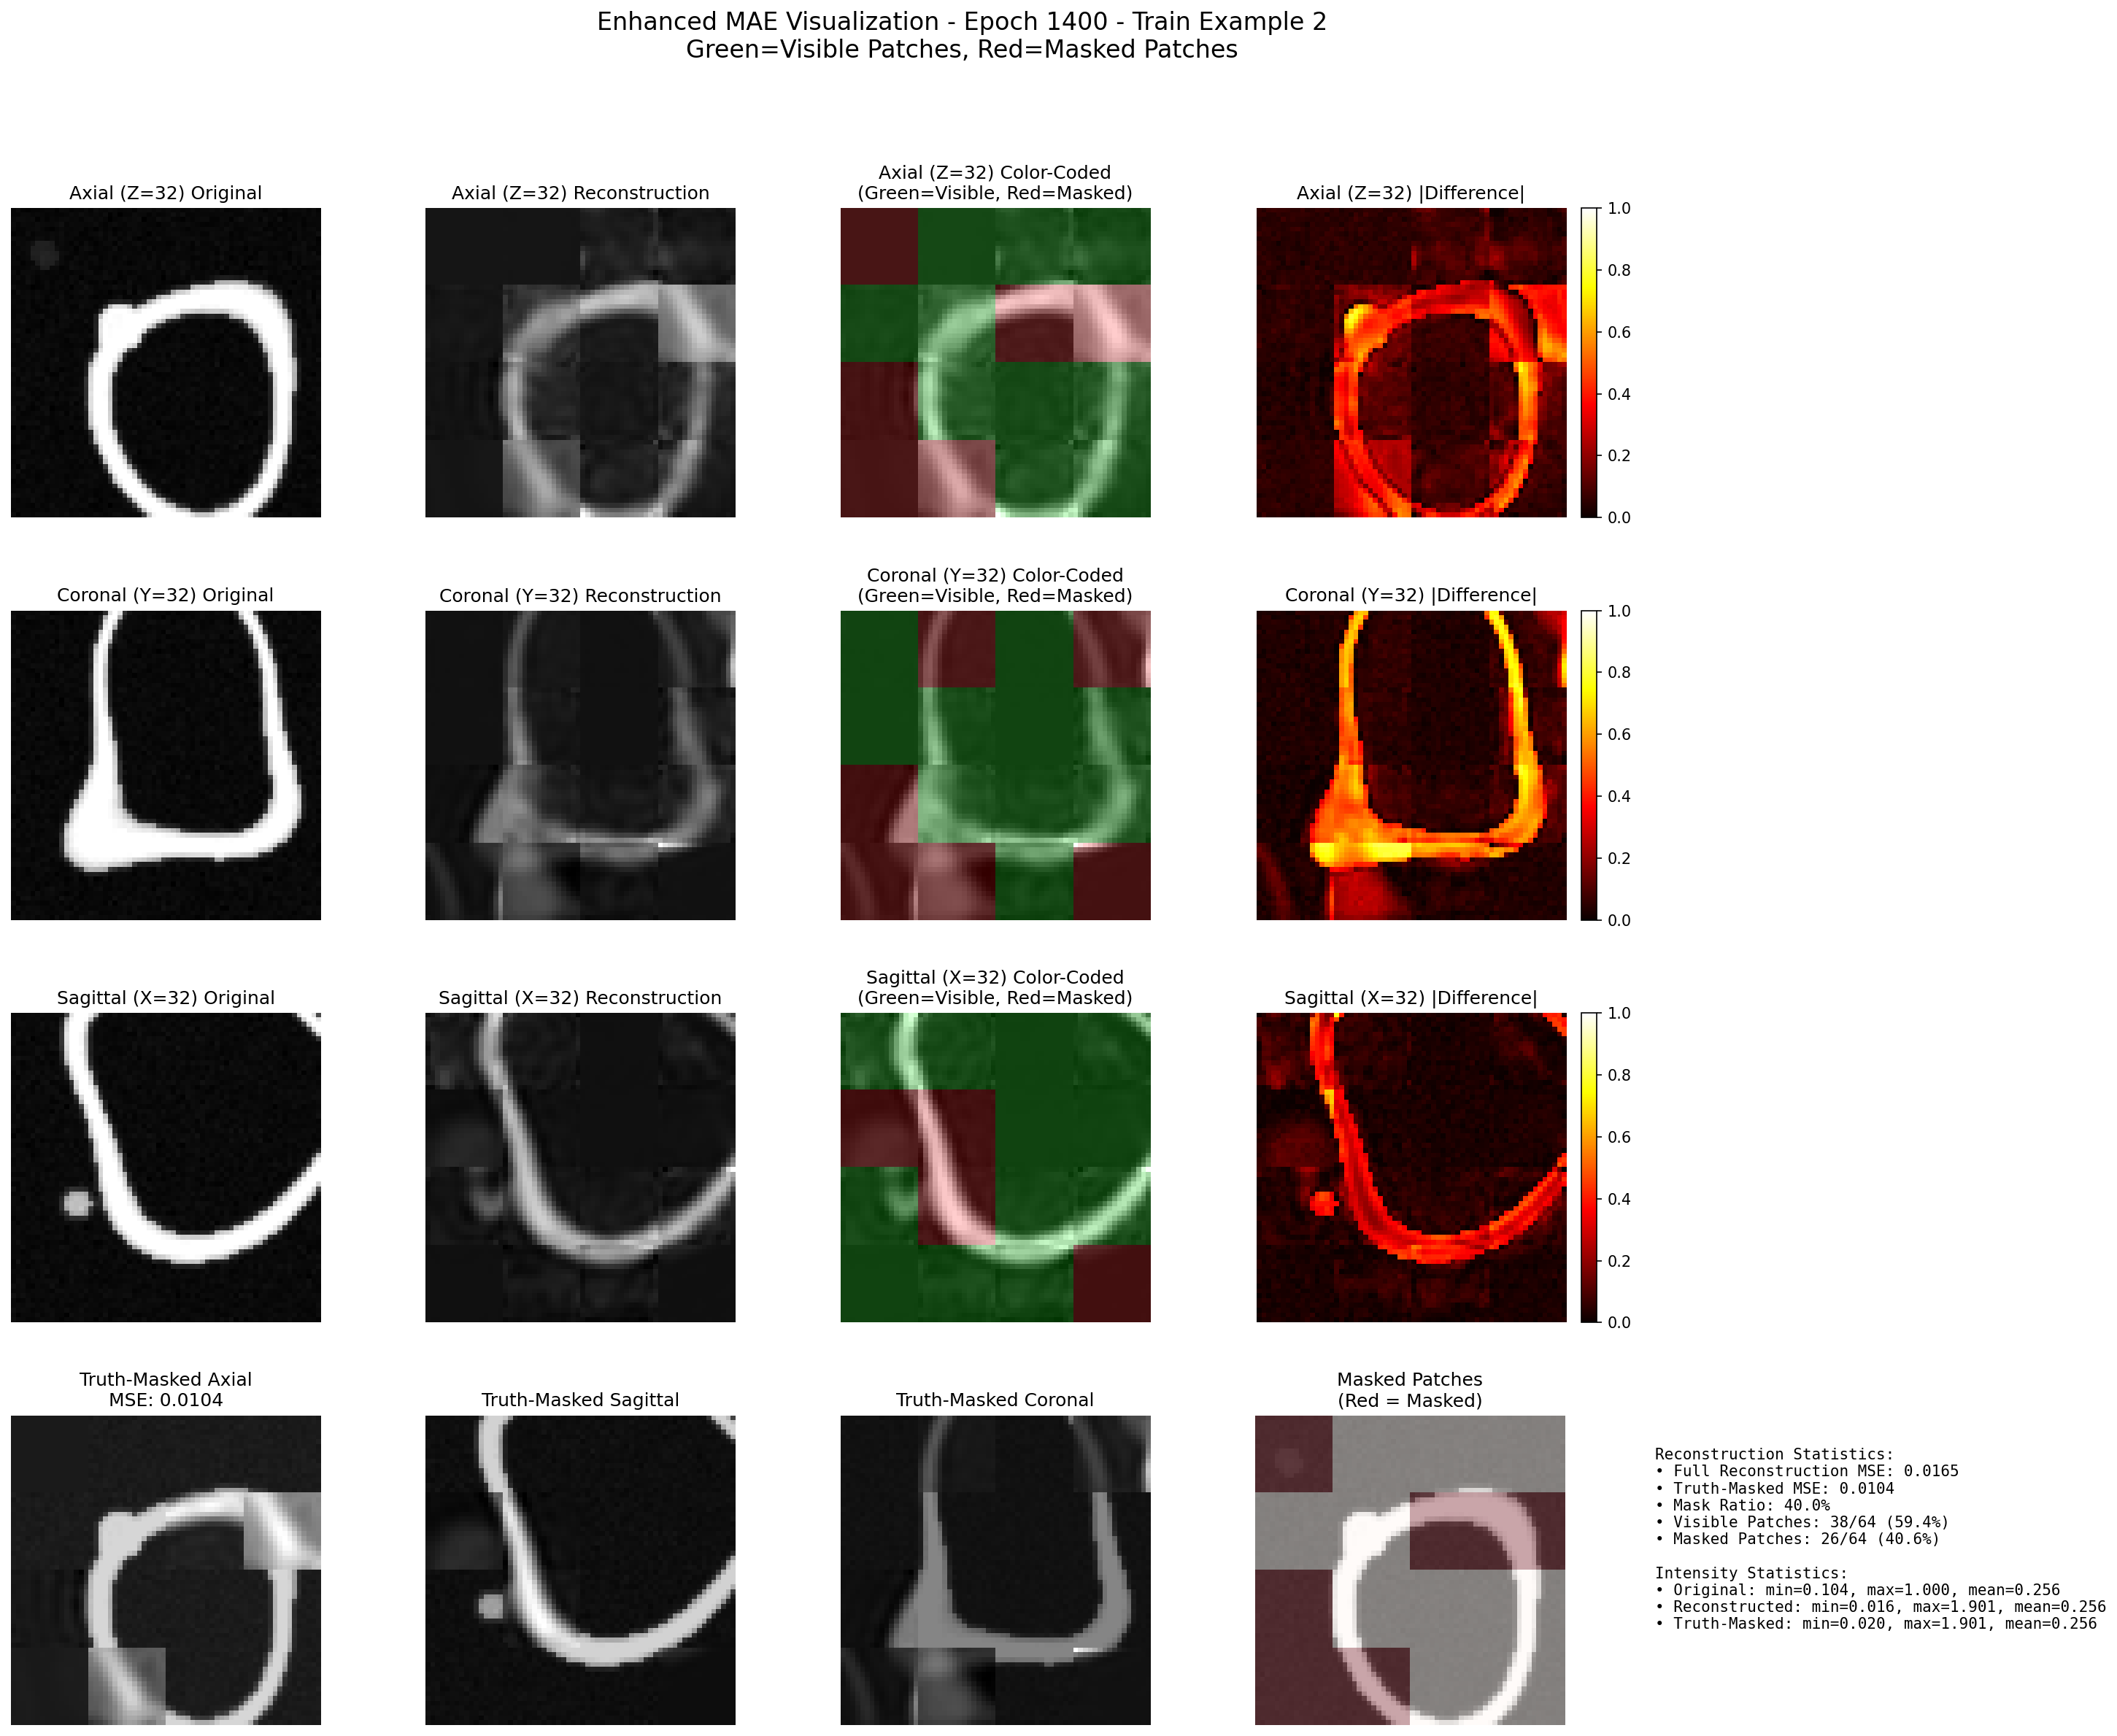 Enhanced MAE Visualization - Epoch 1400 - Train Example 2
Green=Visible Patches, Red=Masked Patches
Axial (Z=32) Original
Axial (Z=32) Reconstruction
Axial (Z=32) Color-Coded
(Green=Visible, Red=Masked)
Axial (Z=32) |Difference|
1.0
0.8
0.6
0.4
0.2
0.0
Coronal (Y=32) Original
Coronal (Y=32) Reconstruction
Coronal (Y=32) Color-Coded
(Green=Visible, Red=Masked)
Coronal (Y=32) |Difference|
1.0
0.8
0.6
0.4
0.2
0.0
Sagittal (X=32) Original
Sagittal (X=32) Reconstruction
Sagittal (X=32) Color-Coded
(Green=Visible, Red=Masked)
Sagittal (X=32) |Difference|
1.0
0.8
0.6
0.4
0.2
0.0
Truth-Masked Axial
MSE: 0.0104
Truth-Masked Sagittal
Truth-Masked Coronal
Masked Patches
(Red = Masked)
Reconstruction Statistics:
• Full Reconstruction MSE: 0.0165
• Truth-Masked MSE: 0.0104
• Mask Ratio: 40.0%
• Visible Patches: 38/64 (59.4%)
• Masked Patches: 26/64 (40.6%)
Intensity Statistics:
• Original: min=0.104, max=1.000, mean=0.256
• Reconstructed: min=0.016, max=1.901, mean=0.256
• Truth-Masked: min=0.020, max=1.901, mean=0.256